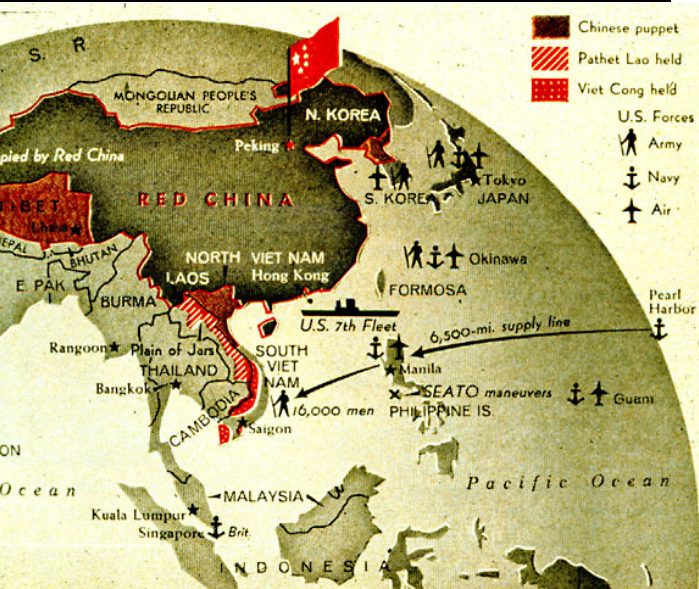 S. R
Chinese puppet
Pathet Lao held
Viet Cong held
U.S. Forces
Army
Navy
Air
MONGOLIAN PEOPLE'S
REPUBLIC
N. KOREA
Peking
pied by Red China
RED CHINA
IBET
Lhasa
EPAL
BHUTAN
E. PAK.
BURMA
NORTH VIET NAM
LAOS
Hong Kong
S. KOREA
Tokyo
JAPAN
Okinawa
FORMOSA
U.S. 7th Fleet
Pearl
Harbor
6,500-mi. supply line
Rangoon
Plain of Jars
THAILAND
SOUTH
VIET
NAM
Bangkok
CAMBODIA
16,000 men
Saigon
Manila
SEATO maneuvers
PHILIPPINE IS.
Guam
ON
Ocean
Pacific Ocean
MALAYSIA
Kuala Lumpur
Singapore
Brit.
INDONESIA